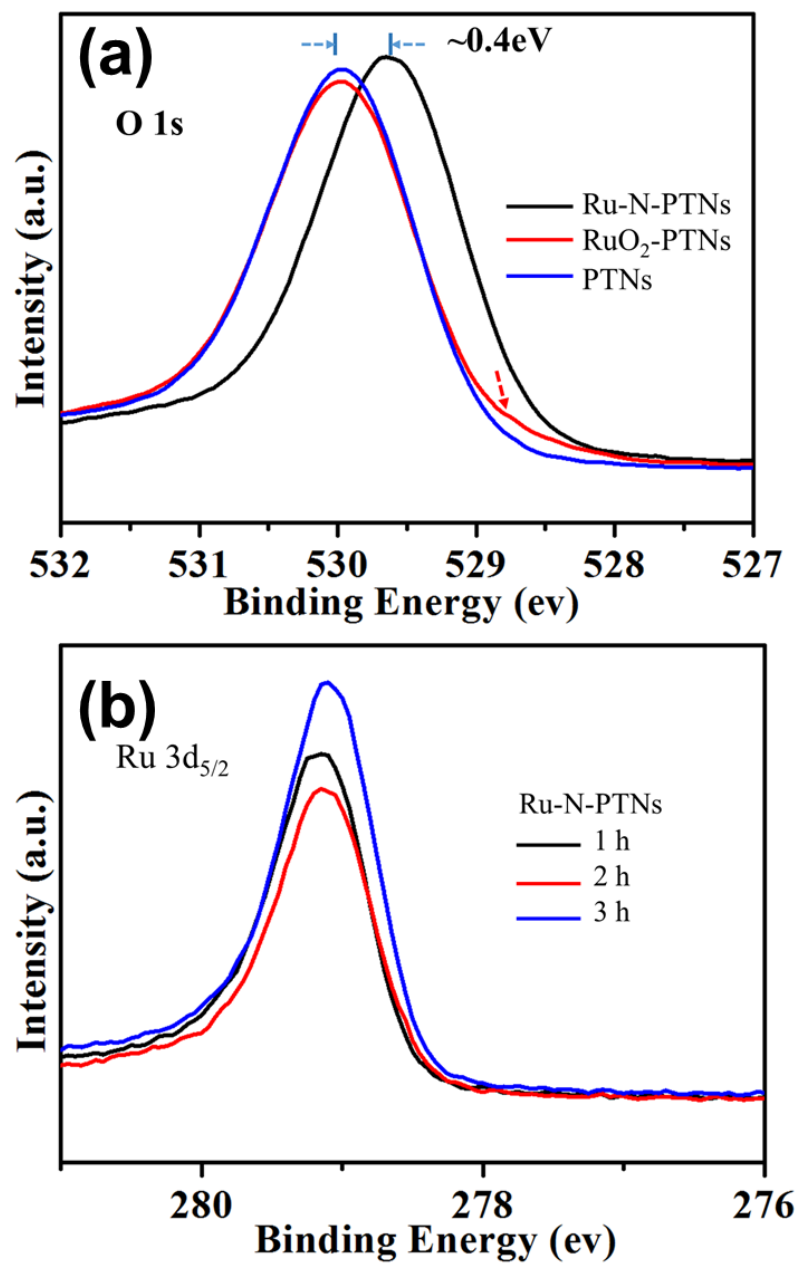 (a)
~0.4eV
O 1s
Ru-N-PTNs
RuO₂-PTNs
PTNs
Intensity (a.u.)
532 531 530 529 528 527
Binding Energy (ev)
(b)
Ru 3d₅/₂
Ru-N-PTNs
1 h
2 h
3 h
Intensity (a.u.)
280 278 276
Binding Energy (ev)